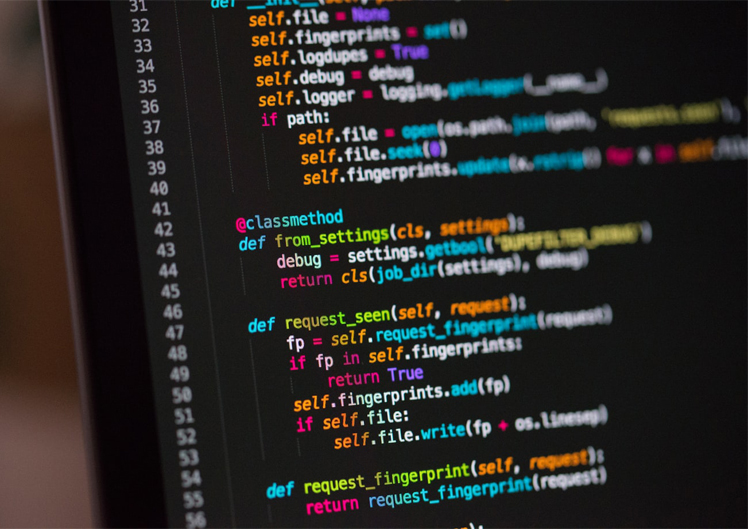 31 def __init__(self,
32 self.file = None
33 self.fingerprints = set()
34 self.logdupes = True
35 self.debug = debug
36 self.logger = logging.getLogger(__name__)
37 if path:
38 self.file = open(os.path.join(path, 'requests.seen'),
39 self.file.seek(0)
40 self.fingerprints.update(x.rstrip() for x in self.file
41
42 @classmethod
43 def from_settings(cls, settings):
44 debug = settings.getbool('DUPEFILTER_DEBUG')
45 return cls(job_dir(settings), debug)
46
47 def request_seen(self, request):
48 fp = self.request_fingerprint(request)
49 if fp in self.fingerprints:
50 return True
51 self.fingerprints.add(fp)
52 if self.file:
53 self.file.write(fp + os.linesep)
54
55 def request_fingerprint(self, request):
56 return request_fingerprint(request)
):